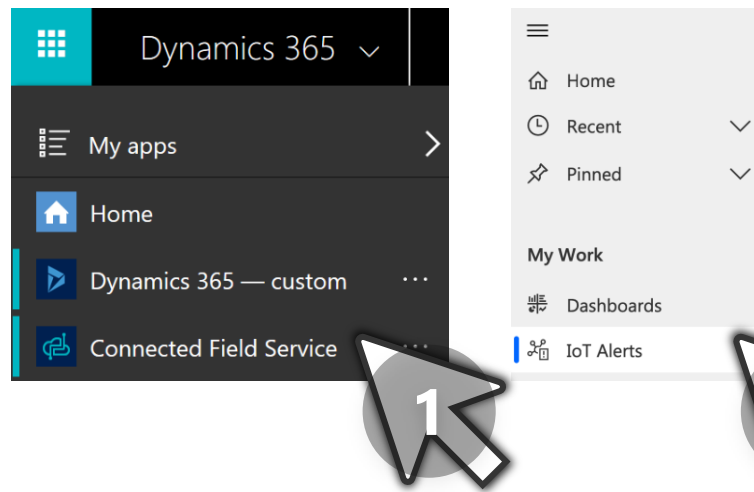 Dynamics 365
My apps
Home
Dynamics 365 — custom
Connected Field Service
1
Home
Recent
Pinned
My Work
Dashboards
IoT Alerts